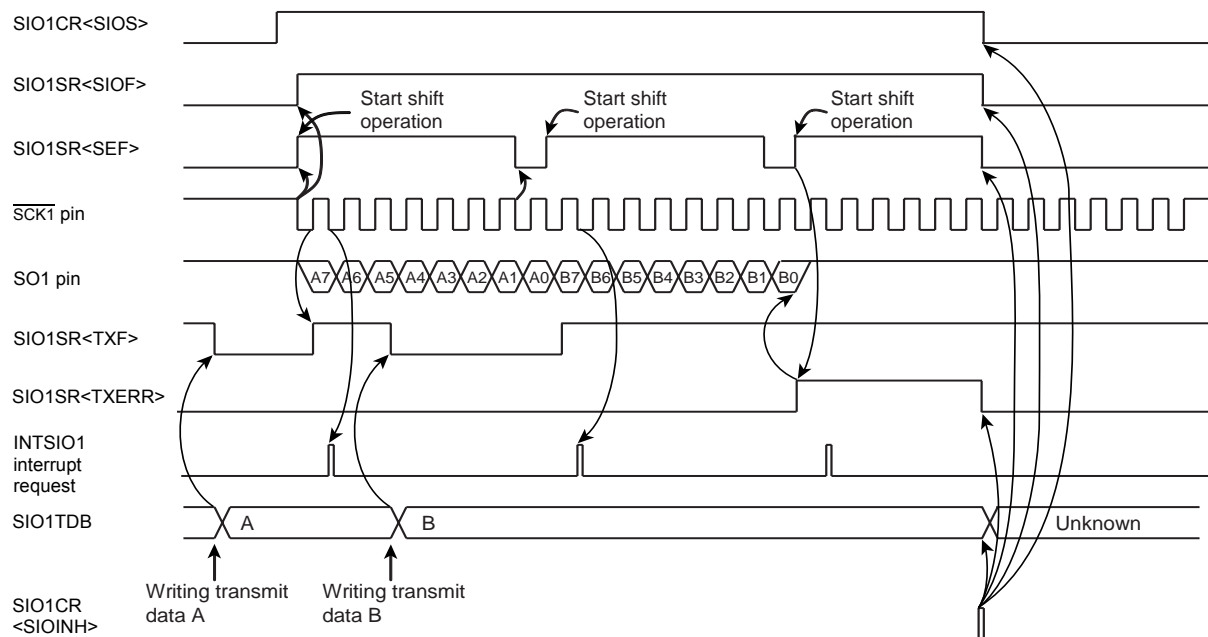 SIO1CR<SIOS>
SIO1SR<SIOF>
Start shift
operation
Start shift
operation
Start shift
operation
SIO1SR<SEF>
SCK1 pin
SO1 pin
A7 A6 A5 A4 A3 A2 A1 A0 B7 B6 B5 B4 B3 B2 B1 B0
SIO1SR<TXF>
SIO1SR<TXERR>
INTSIO1
interrupt
request
SIO1TDB
A
B
Unknown
Writing transmit
data A
Writing transmit
data B
SIO1CR
<SIOINH>